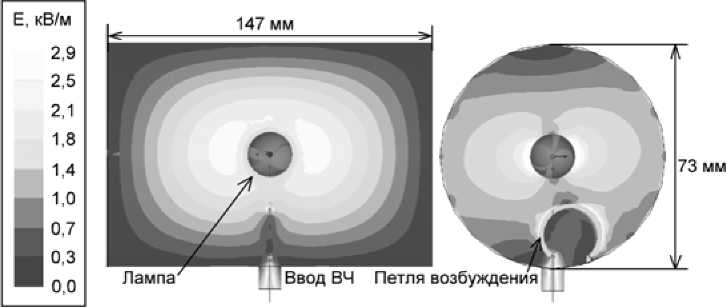 E, кВ/м
2,9
2,5
2,1
1,8
1,4
1,0
0,7
0,3
0,0
147 мм
73 мм
Лампа
Ввод ВЧ
Петля возбуждения